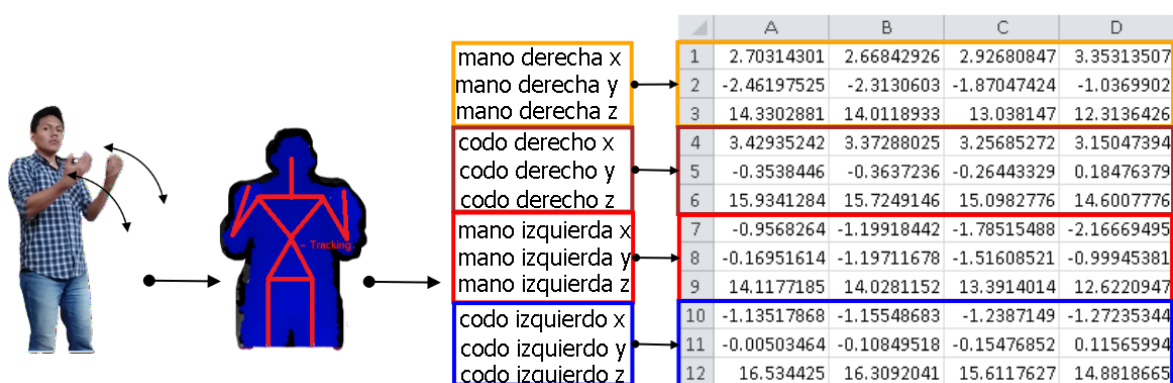 A B C D
mano derecha x
mano derecha y
mano derecha z
1 2.70314301 2.66842926 2.92680847 3.35313507
2 -2.46197525 -2.3130603 -1.87047424 -1.0369902
3 14.3302881 14.0118933 13.038147 12.3136426
codo derecho x
codo derecho y
codo derecho z
4 3.42935242 3.37288025 3.25685272 3.15047394
5 -0.3538446 -0.3637236 -0.26443329 0.18476379
6 15.9341284 15.7249146 15.0982776 14.6007776
- Tracking
mano izquierda x
mano izquierda y
mano izquierda z
7 -0.9568264 -1.19918442 -1.78515488 -2.16669495
8 -0.16951614 -1.19711678 -1.51608521 -0.99945381
9 14.1177185 14.0281152 13.3914014 12.6220947
codo izquierdo x
codo izquierdo y
codo izquierdo z
10 -1.13517868 -1.15548683 -1.2387149 -1.27235344
11 -0.00503464 -0.10849518 -0.15476852 0.11565994
12 16.534425 16.3092041 15.6117627 14.8818665